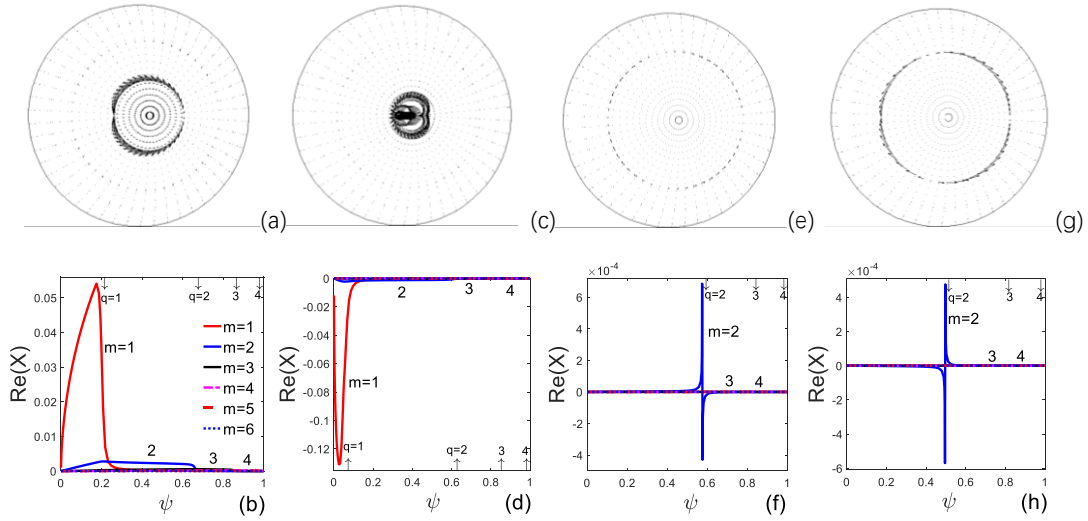 (a)
(c)
(e)
(g)
Re(X)
0.05
0.04
0.03
0.02
0.01
0
q=1
q=2
3
4
m=1
m=1
m=2
m=3
m=4
m=5
m=6
2
3
4
0
0.2
0.4
0.6
0.8
1
ψ
(b)
Re(X)
0
-0.02
-0.04
-0.06
-0.08
-0.1
-0.12
2
3
4
m=1
q=1
q=2
3
4
0
0.2
0.4
0.6
0.8
1
ψ
(d)
×10⁻⁴
Re(X)
6
4
2
0
-2
-4
q=2
3
4
m=2
3
4
0
0.2
0.4
0.6
0.8
1
ψ
(f)
×10⁻⁴
Re(X)
4
2
0
-2
-4
-6
q=2
3
4
m=2
3
4
0
0.2
0.4
0.6
0.8
1
ψ
(h)